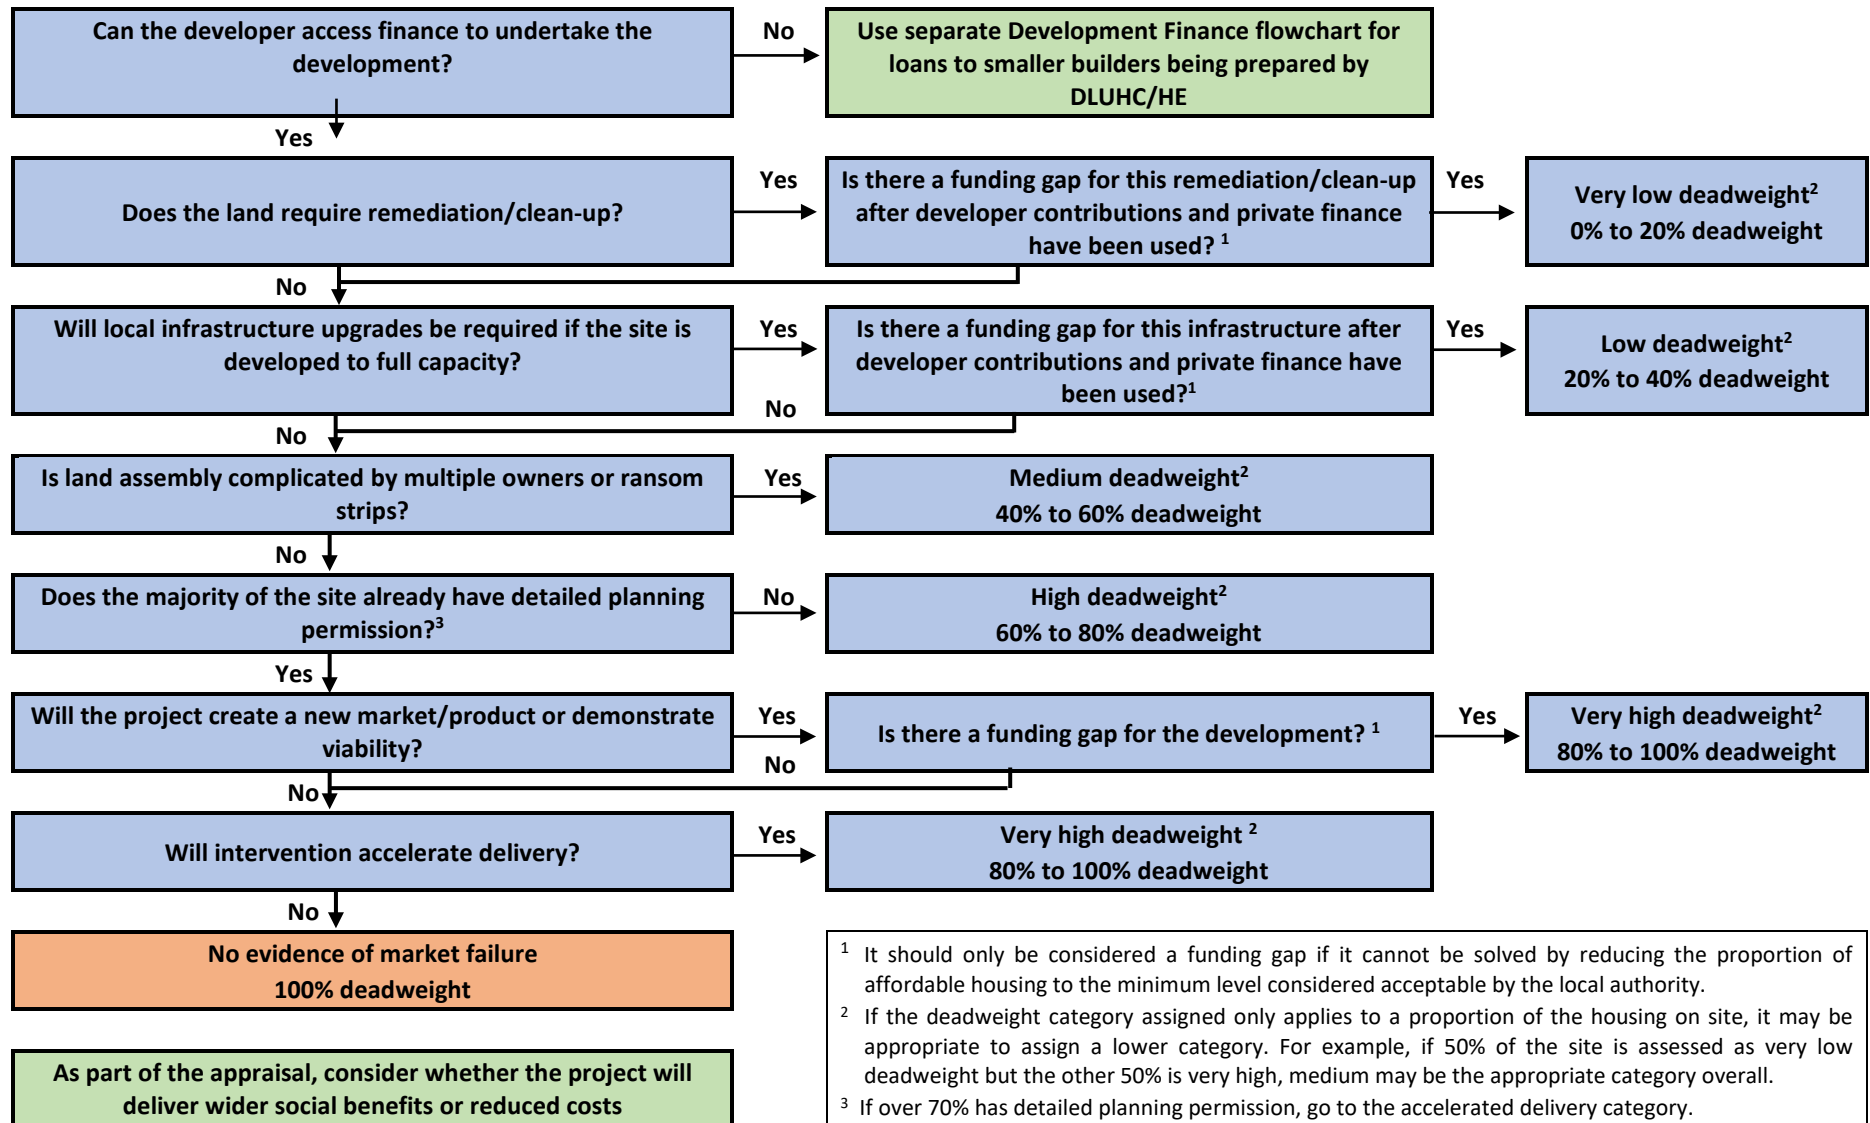 Can the developer access finance to undertake the
development?
No
Use separate Development Finance flowchart for
loans to smaller builders being prepared by
DLUHC/HE
Yes
Does the land require remediation/clean-up?
Yes
Is there a funding gap for this remediation/clean-up
after developer contributions and private finance
have been used? ¹
Yes
Very low deadweight²
0% to 20% deadweight
No
Will local infrastructure upgrades be required if the site is
developed to full capacity?
Yes
Is there a funding gap for this infrastructure after
developer contributions and private finance have
been used?¹
Yes
Low deadweight²
20% to 40% deadweight
No
No
Is land assembly complicated by multiple owners or ransom
strips?
Yes
Medium deadweight²
40% to 60% deadweight
No
Does the majority of the site already have detailed planning
permission?³
No
High deadweight²
60% to 80% deadweight
Yes
Will the project create a new market/product or demonstrate
viability?
Yes
Is there a funding gap for the development? ¹
Yes
Very high deadweight²
80% to 100% deadweight
No
No
Will intervention accelerate delivery?
Yes
Very high deadweight ²
80% to 100% deadweight
No
No evidence of market failure
100% deadweight
As part of the appraisal, consider whether the project will
deliver wider social benefits or reduced costs
¹ It should only be considered a funding gap if it cannot be solved by reducing the proportion of
affordable housing to the minimum level considered acceptable by the local authority.
² If the deadweight category assigned only applies to a proportion of the housing on site, it may be
appropriate to assign a lower category. For example, if 50% of the site is assessed as very low
deadweight but the other 50% is very high, medium may be the appropriate category overall.
³ If over 70% has detailed planning permission, go to the accelerated delivery category.